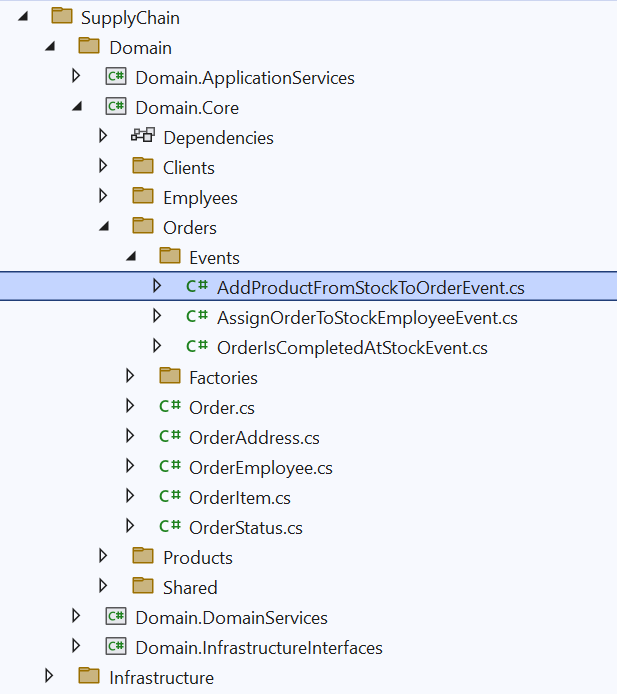 SupplyChain
Domain
C# Domain.ApplicationServices
C# Domain.Core
Dependencies
Clients
Emplyees
Orders
Events
C# AddProductFromStockToOrderEvent.cs
C# AssignOrderToStockEmployeeEvent.cs
C# OrderIsCompletedAtStockEvent.cs
Factories
C# Order.cs
C# OrderAddress.cs
C# OrderEmployee.cs
C# OrderItem.cs
C# OrderStatus.cs
Products
Shared
C# Domain.DomainServices
C# Domain.InfrastructureInterfaces
Infrastructure